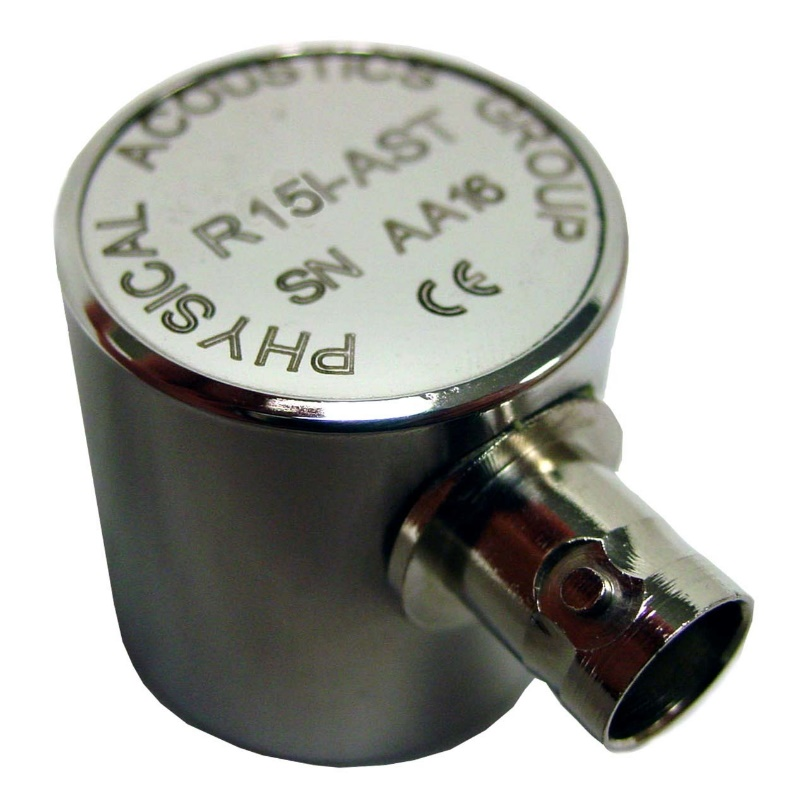 PHYSICAL ACOUSTICS GROUP
R15I-AST
SN AA16
CE